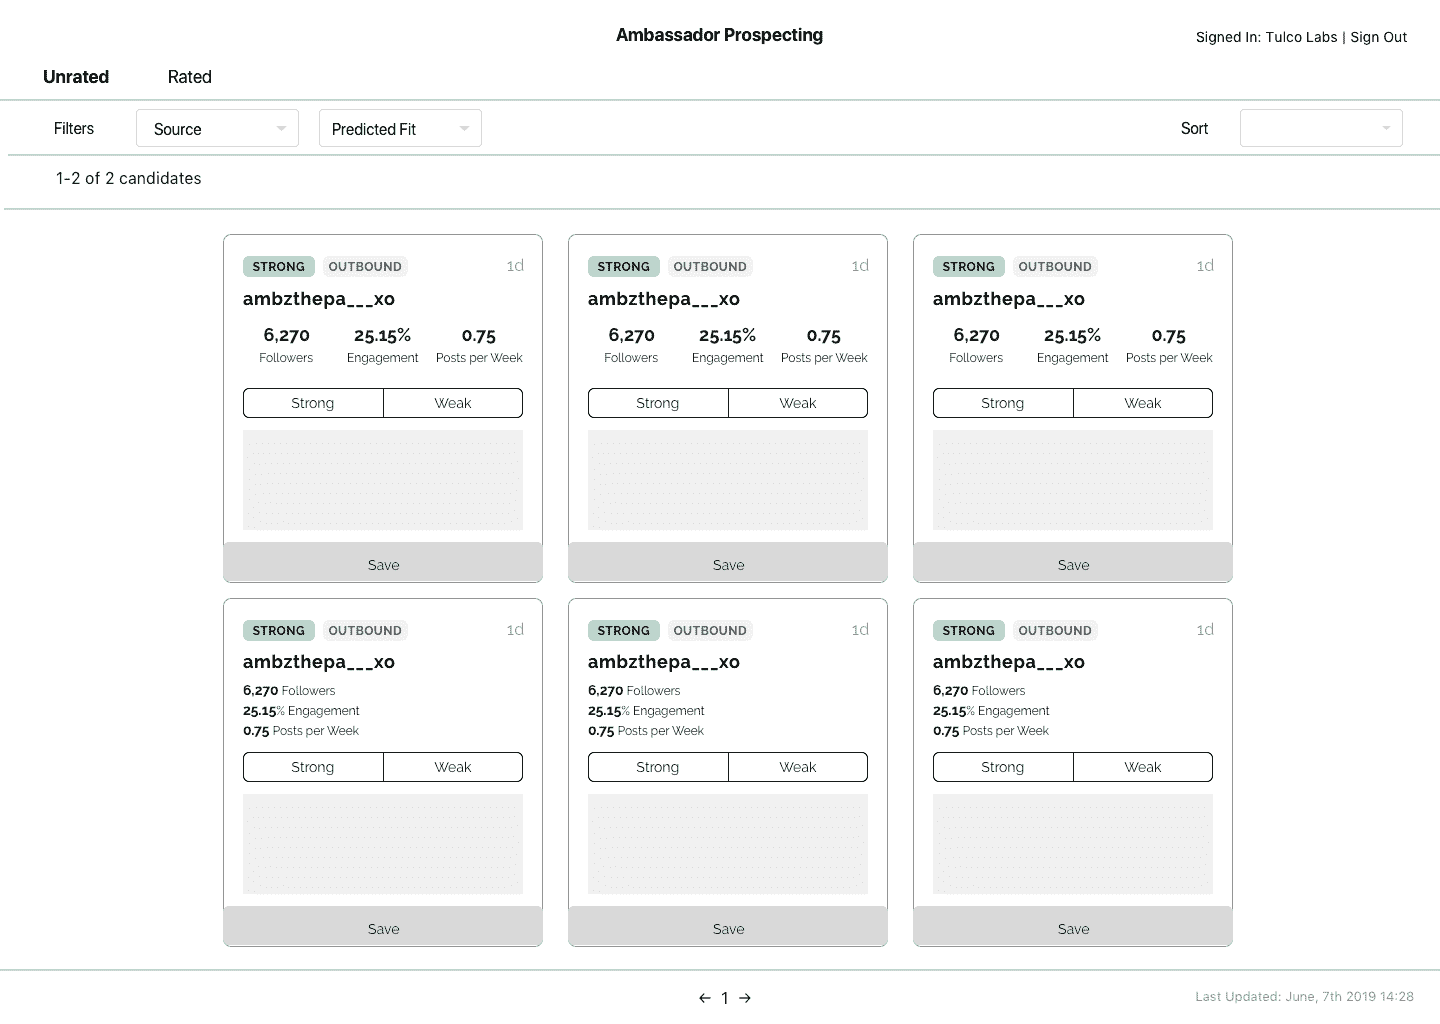 Ambassador Prospecting
Signed In: Tulco Labs | Sign Out
Unrated Rated
Filters Source Predicted Fit Sort
1-2 of 2 candidates
STRONG OUTBOUND 1d STRONG OUTBOUND 1d STRONG OUTBOUND 1d
ambzthepa___xo ambzthepa___xo ambzthepa___xo
6,270 25.15% 0.75 6,270 25.15% 0.75 6,270 25.15% 0.75
Followers Engagement Posts per Week Followers Engagement Posts per Week Followers Engagement Posts per Week
Strong Weak Strong Weak Strong Weak
Save Save Save
STRONG OUTBOUND 1d STRONG OUTBOUND 1d STRONG OUTBOUND 1d
ambzthepa___xo ambzthepa___xo ambzthepa___xo
6,270 Followers 6,270 Followers 6,270 Followers
25.15% Engagement 25.15% Engagement 25.15% Engagement
0.75 Posts per Week 0.75 Posts per Week 0.75 Posts per Week
Strong Weak Strong Weak Strong Weak
Save Save Save
← 1 →
Last Updated: June, 7th 2019 14:28